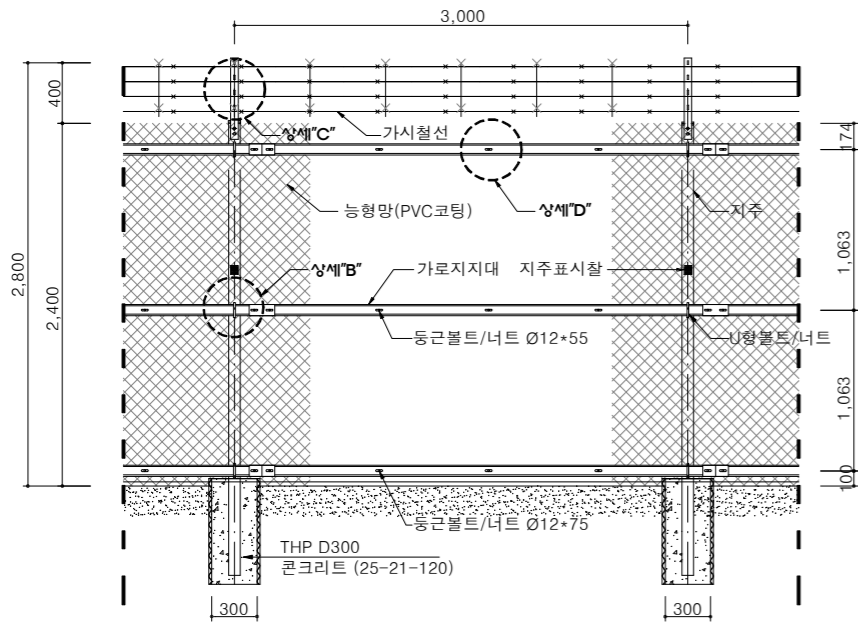 3,000
400
174
상세"C"
가시철선
능형망(PVC코팅)
상세"D"
지주
2,800
2,400
1,063
상세"B"
가로지지대
지주표시찰
둥근볼트/너트 Ø12*55
U형볼트/너트
1,063
100
둥근볼트/너트 Ø12*75
THP D300
콘크리트 (25-21-120)
300
300